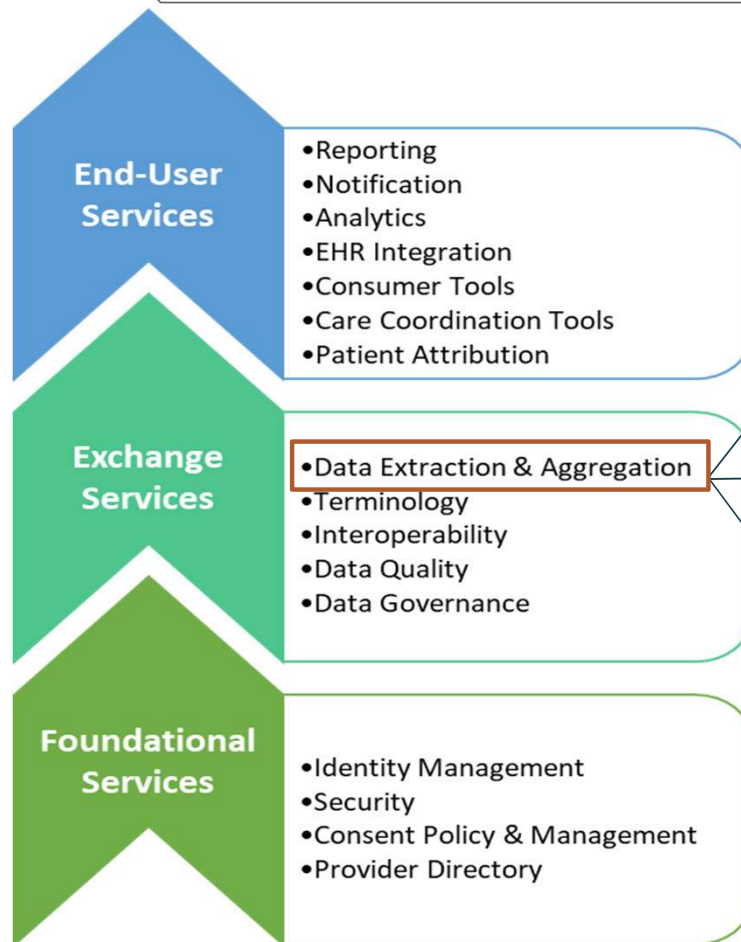 End-User
Services
•Reporting
•Notification
•Analytics
•EHR Integration
•Consumer Tools
•Care Coordination Tools
•Patient Attribution
Exchange
Services
•Data Extraction & Aggregation
•Terminology
•Interoperability
•Data Quality
•Data Governance
Foundational
Services
•Identity Management
•Security
•Consent Policy & Management
•Provider Directory